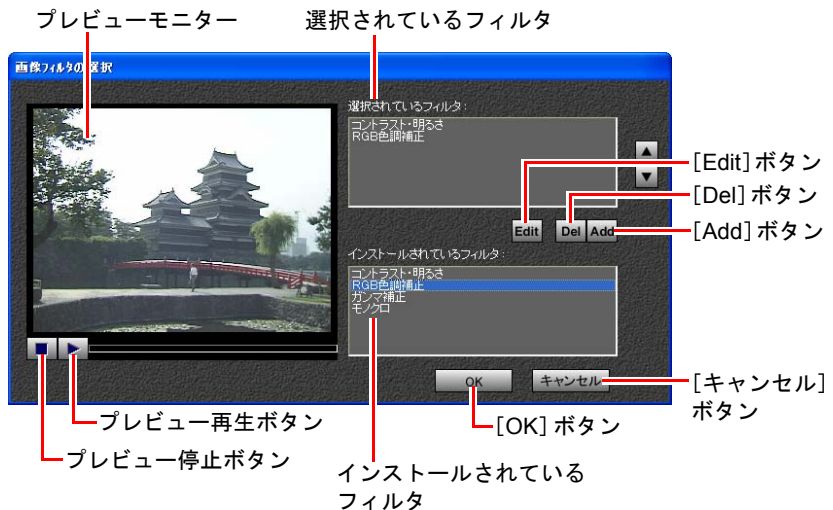 プレビューモニター
選択されているフィルタ
画像フィルタの選択
選択されているフィルタ：
コントラスト・明るさ
RGB色調補正
▲
▼
[Edit]ボタン
[Del]ボタン
Edit Del Add
[Add]ボタン
インストールされているフィルタ：
コントラスト・明るさ
RGB色調補正
ガンマ補正
モノクロ
OK キャンセル
[キャンセル]
ボタン
プレビュー再生ボタン
[OK] ボタン
プレビュー停止ボタン
インストールされている
フィルタ